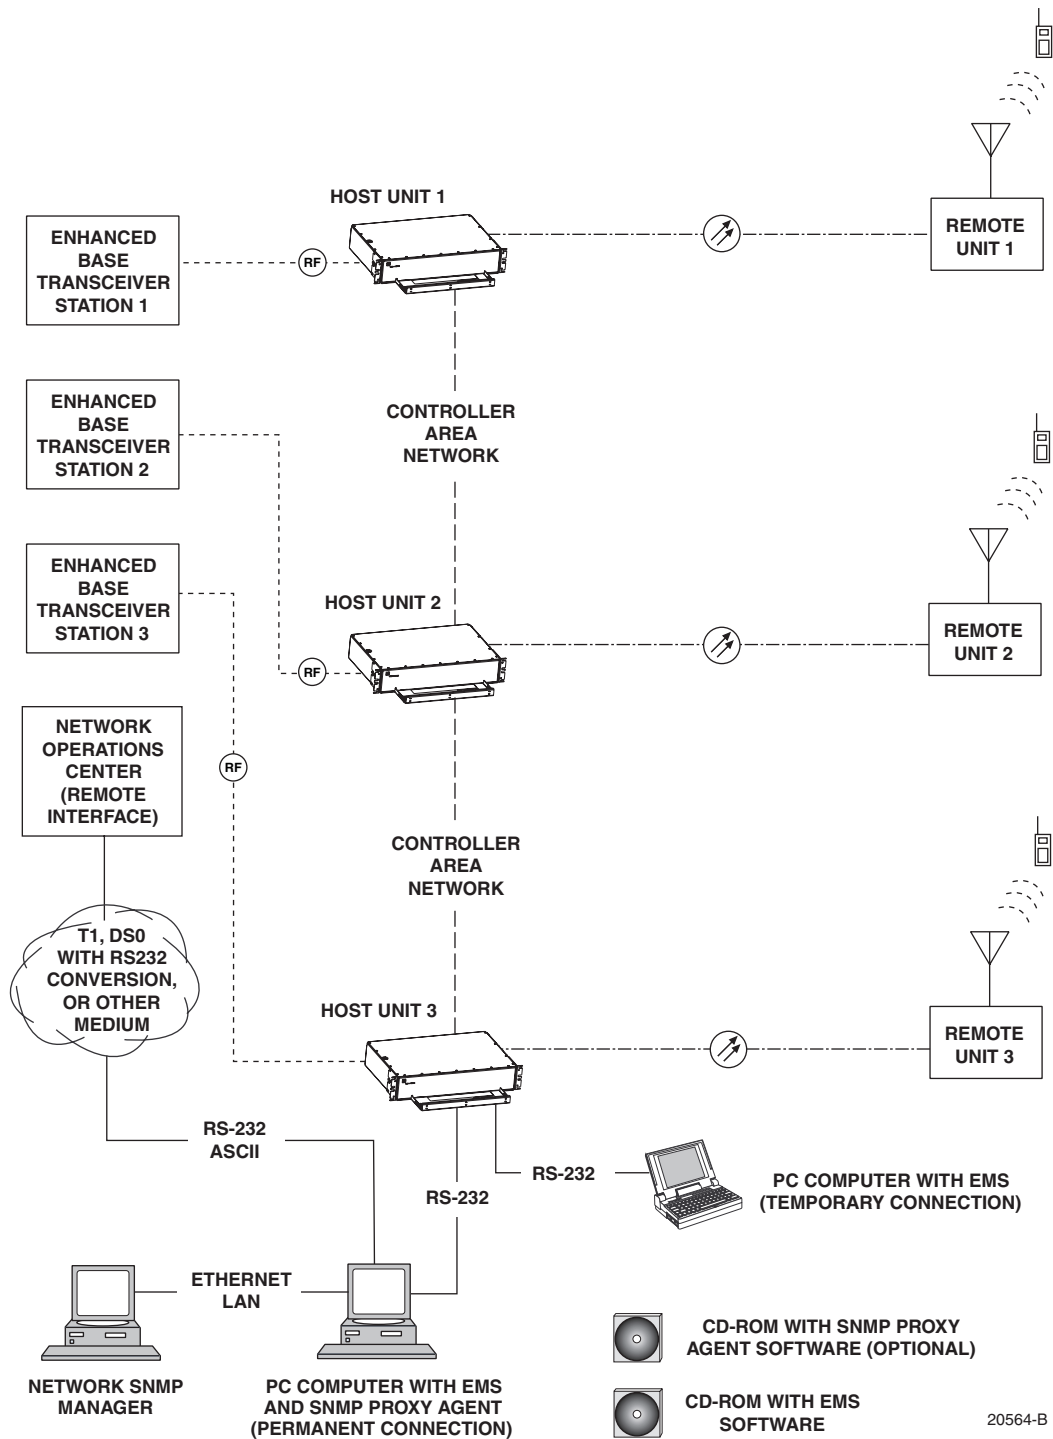 HOST UNIT 1
ENHANCED
BASE
TRANSCEIVER
STATION 1
RF
REMOTE
UNIT 1
ENHANCED
BASE
TRANSCEIVER
STATION 2
CONTROLLER
AREA
NETWORK
ENHANCED
BASE
TRANSCEIVER
STATION 3
HOST UNIT 2
RF
REMOTE
UNIT 2
NETWORK
OPERATIONS
CENTER
(REMOTE
INTERFACE)
RF
CONTROLLER
AREA
NETWORK
T1, DS0
WITH RS232
CONVERSION,
OR OTHER
MEDIUM
HOST UNIT 3
REMOTE
UNIT 3
RS-232
ASCII
RS-232
RS-232
PC COMPUTER WITH EMS
(TEMPORARY CONNECTION)
ETHERNET
LAN
NETWORK SNMP
MANAGER
PC COMPUTER WITH EMS
AND SNMP PROXY AGENT
(PERMANENT CONNECTION)
CD-ROM WITH SNMP PROXY
AGENT SOFTWARE (OPTIONAL)
CD-ROM WITH EMS
SOFTWARE
20564-B